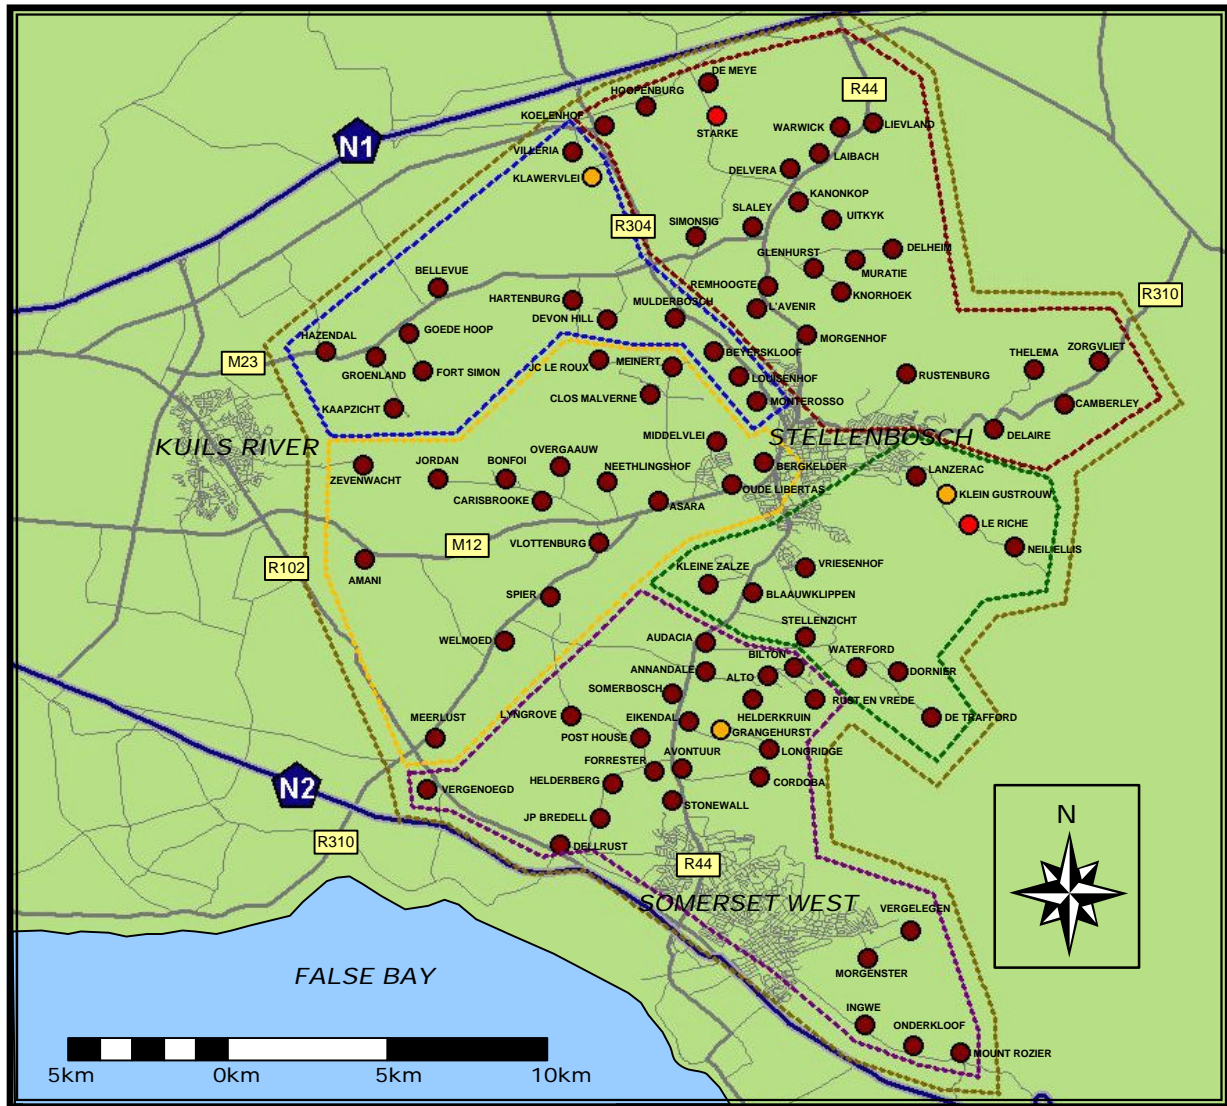 DE MEYE
HOOPENBURG
R44
KOELENHOF
STARKE
WARWICK
LIEVLAND
N1
VILLERIA
LAIBACH
KLAWERVLEI
DELVERA
KANONKOP
SLALEY
UITKYK
R304
SIMONSIG
GLENHURST
DELHEIM
MURATIE
BELLEVUE
REMHOOGTE
KNORHOEK
R310
HARTENBURG
MULDERBOSCH
L'AVENIR
DEVON HILL
GOEDE HOOP
HAZENDAL
MORGENHOF
M23
BEYERSKLOOF
THELEMA
ZORGVLIET
JC LE ROUX
MEINERT
GROENLAND
FORT SIMON
LOUISENHOF
RUSTENBURG
CLOS MALVERNE
MONTEROSSO
CAMBERLEY
KAAPZICHT
DELAIRE
STELLENBOSCH
KUILS RIVER
MIDDELVLEI
OVERGAAUW
BERGKELDER
JORDAN
BONFOI
NEETHLINGSHOF
LANZERAC
ZEVENWACHT
OUDE LIBERTAS
KLEIN GUSTROUW
CARISBROOKE
ASARA
LE RICHE
M12
VLOTTENBURG
NEIL ELLIS
R102
AMANI
KLEINE ZALZE
VRIESENHOF
SPIER
BLAAUWKLIPPEN
STELLENZICHT
WELMOED
AUDACIA
BILTON
WATERFORD
ANNANDALE
ALTO
DORNIER
SOMERBOSCH
RUST EN VREDE
LYNGROVE
HELDERKRUIN
DE TRAFFORD
MEERLUST
EIKENDAL
GRANGEHURST
POST HOUSE
LONGRIDGE
AVONTUUR
FORRESTER
N2
VERGENOEGD
HELDERBERG
CORDOBA
STONEWALL
N
JP BREDELL
R310
DELLRUST
R44
SOMERSET WEST
VERGELEGEN
MORGENSTER
FALSE BAY
INGWE
ONDERKLOOF
MOUNT ROZIER
5km 0km 5km 10km